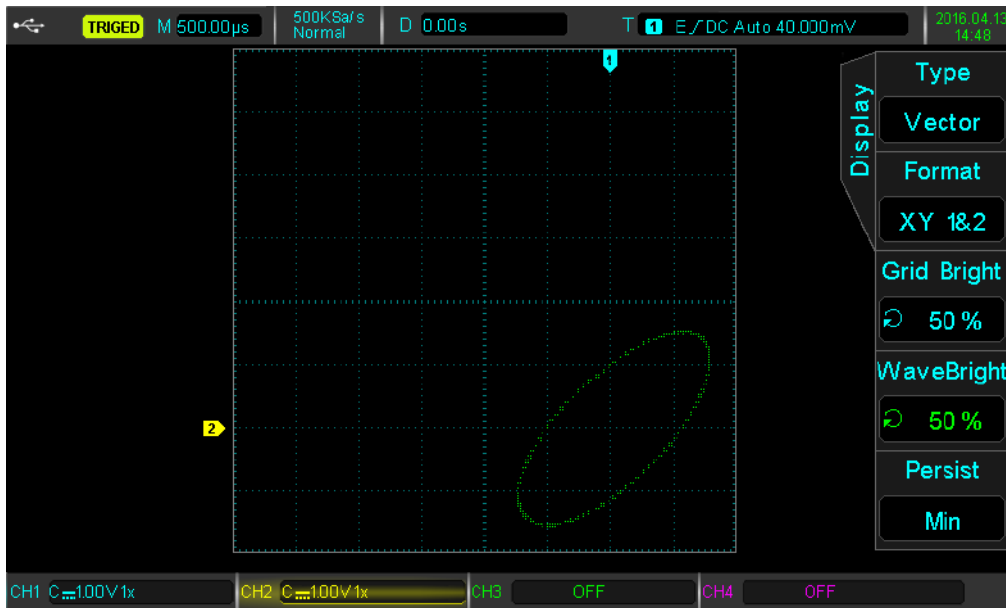 TRIGED M 500.00µs 500KSa/s D 0.00s T 1 E DC Auto 40.000mV 2016.04.13
Normal 14:48
1
Display
Type
Vector
Format
XY 1&2
Grid Bright
50 %
WaveBright
50 %
2
Persist
Min
CH1 C 1.00V 1x CH2 C 1.00V 1x CH3 OFF CH4 OFF